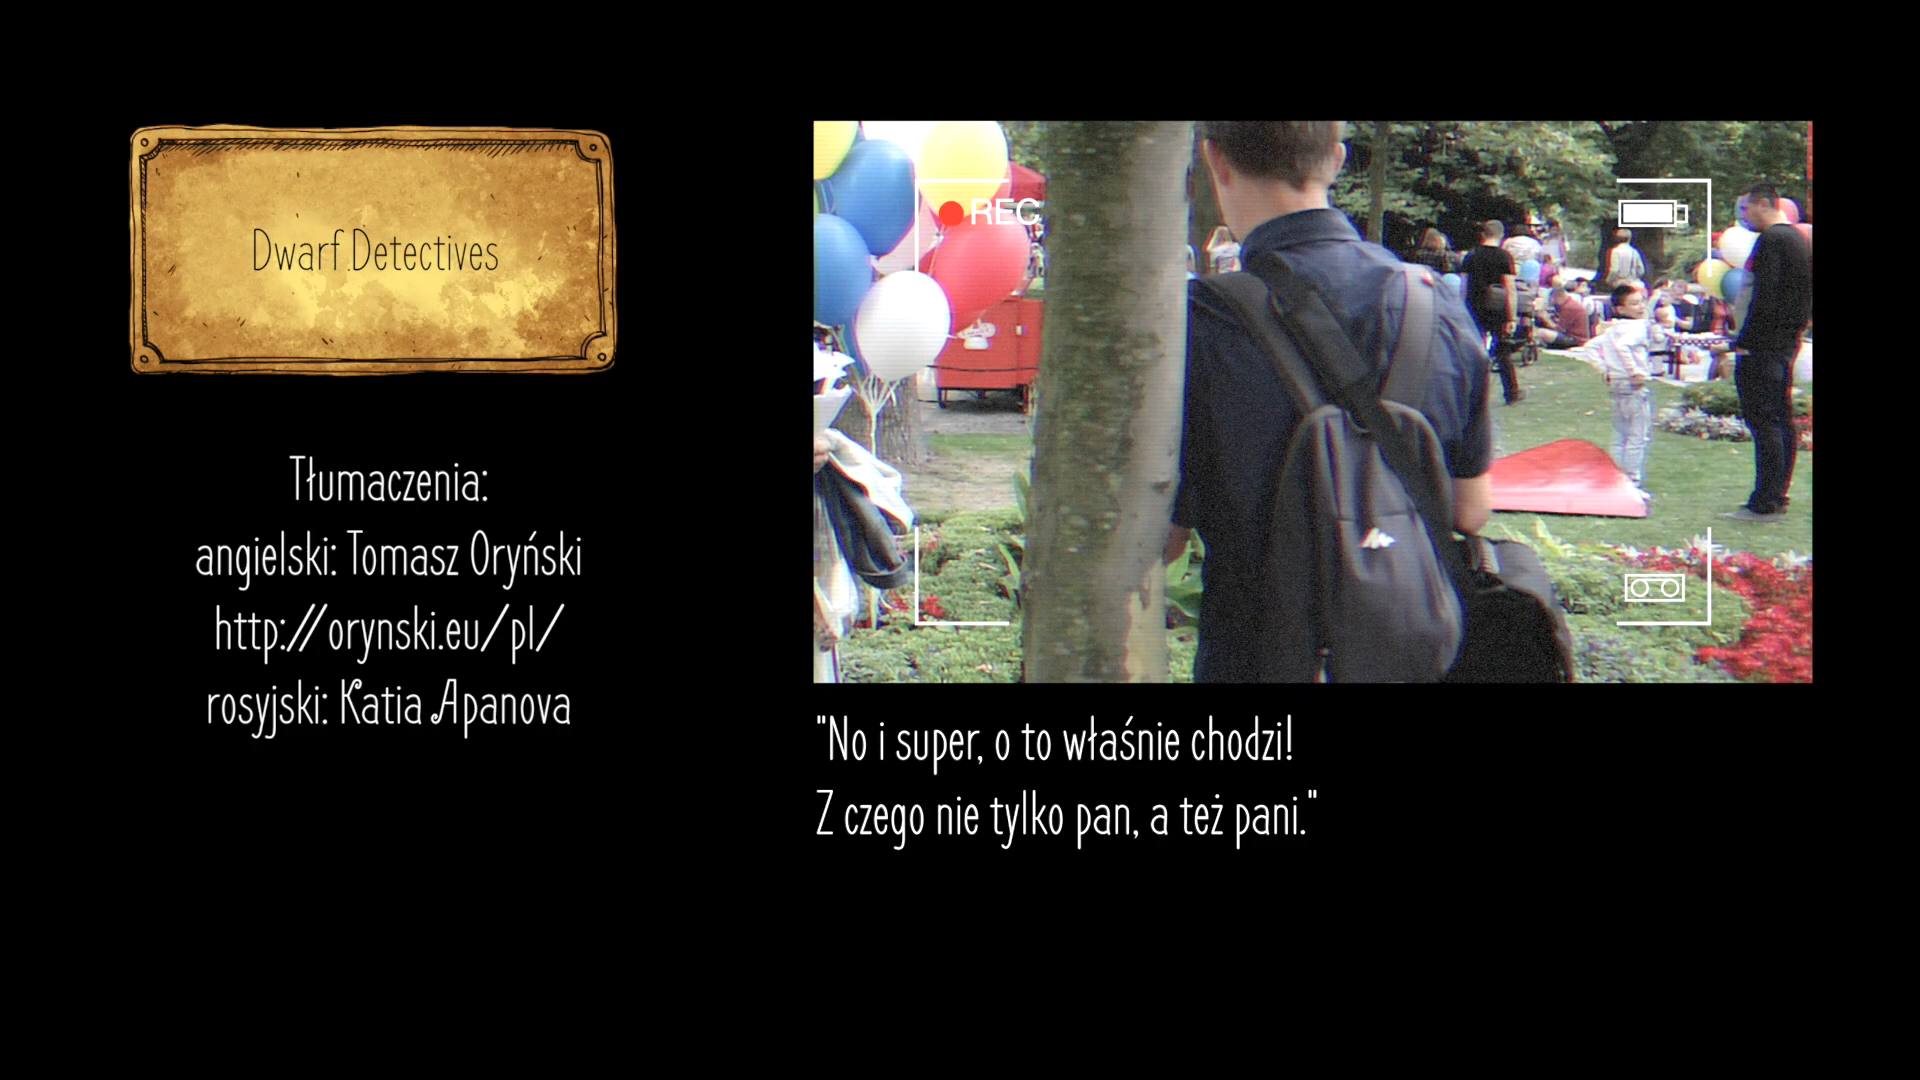 Dwarf Detectives
Tłumaczenia:
angielski: Tomasz Oryński
http://orynski.eu/pl/
rosyjski: Katia Apanova
REC
"No i super, o to właśnie chodzi!
Z czego nie tylko pan, a też pani."